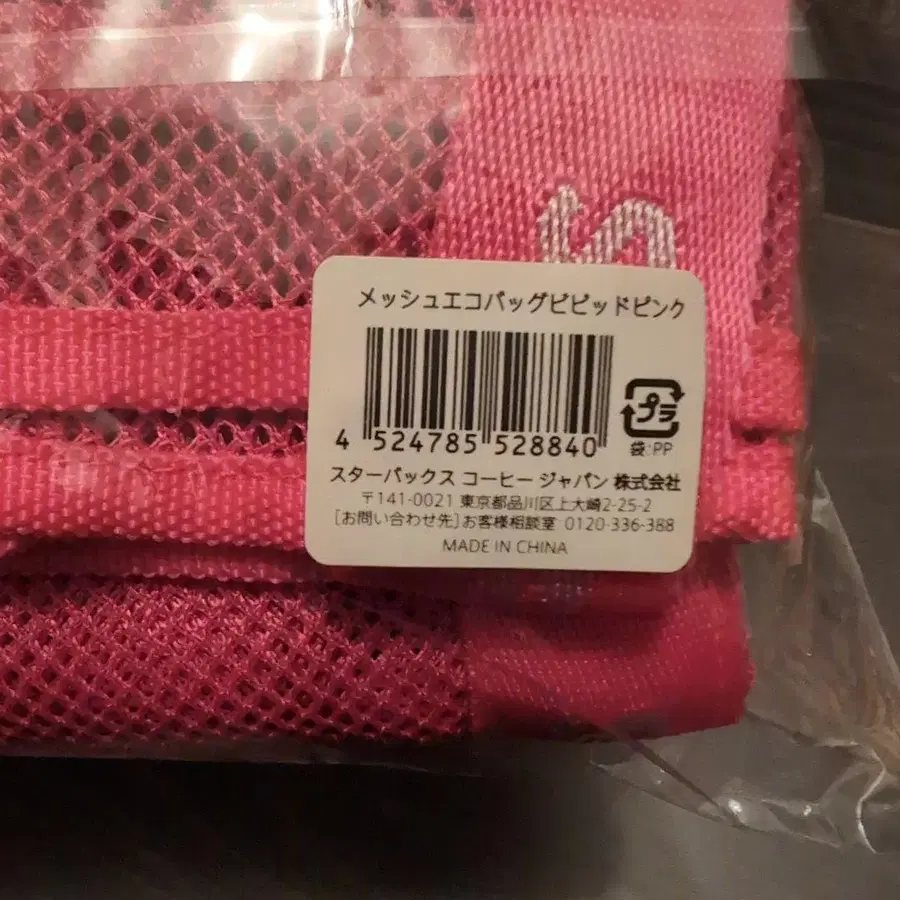 メッシュエコバッグビビッドピンク
4 524785 528840
プラ
袋:PP
スターバックス コーヒー ジャパン 株式会社
〒141-0021 東京都品川区上大崎2-25-2
[お問い合わせ先]お客様相談室 0120-336-388
MADE IN CHINA